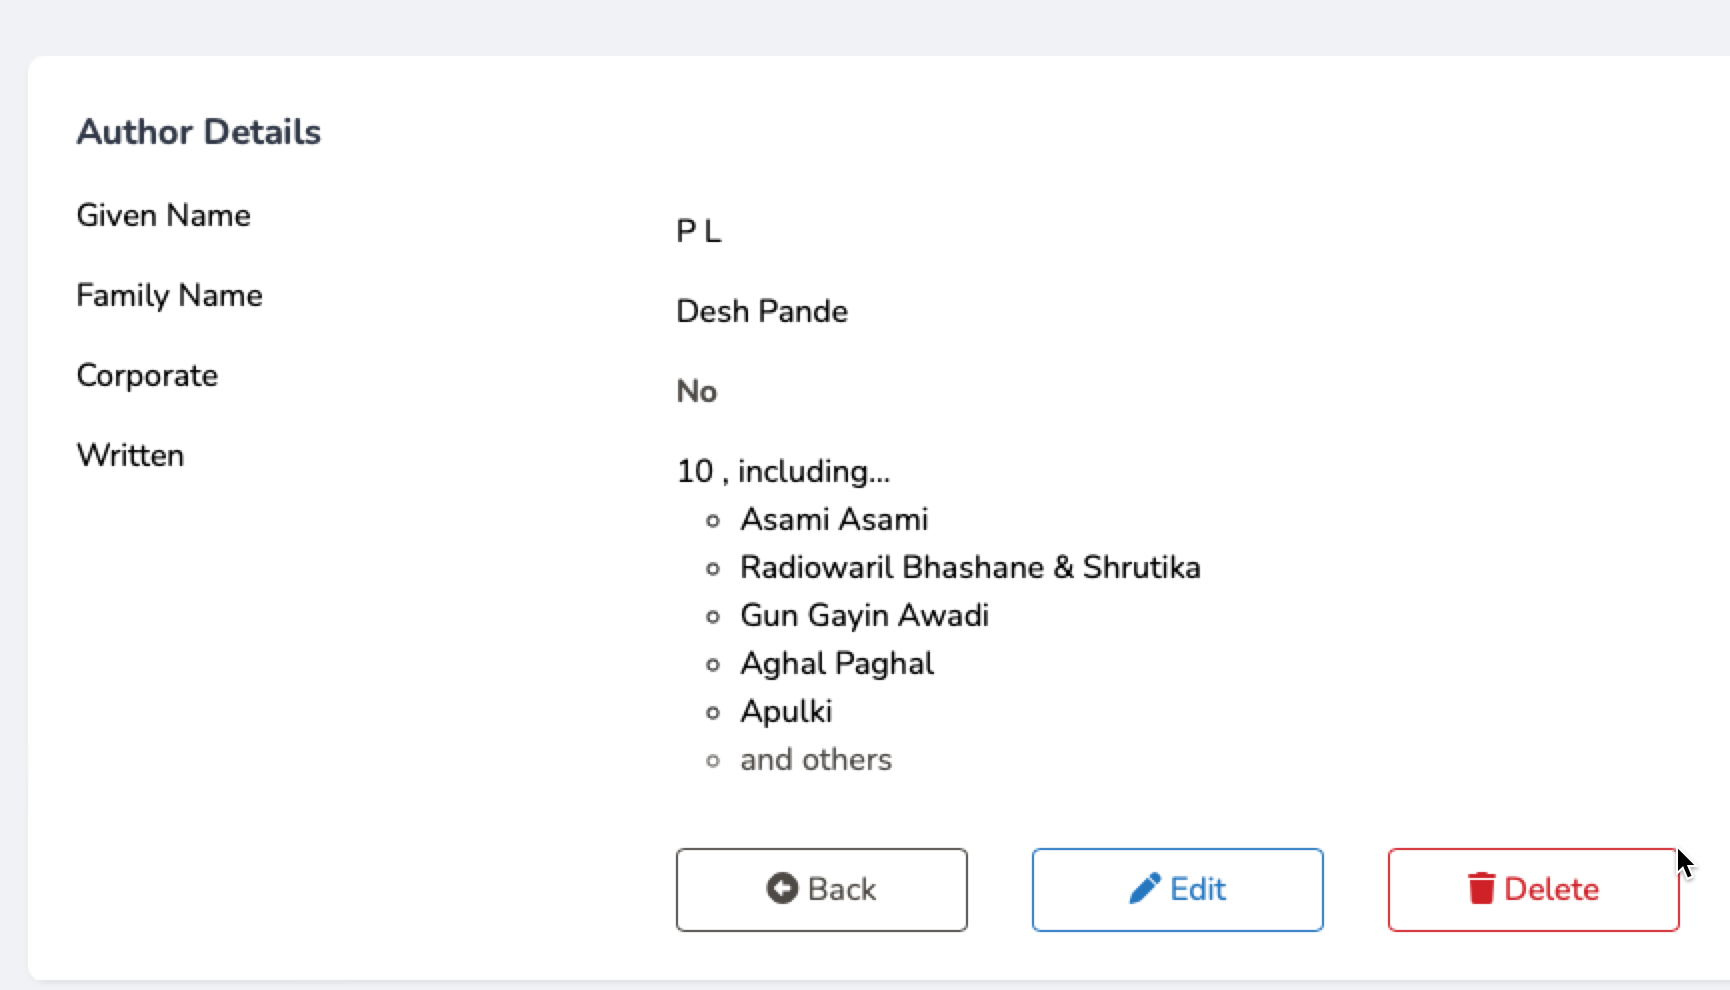 Author Details
Given Name
P L
Family Name
Desh Pande
Corporate
No
Written
10 , including...
Asami Asami
Radiowaril Bhashane & Shrutika
Gun Gayin Awadi
Aghal Paghal
Apulki
and others
Back
Edit
Delete